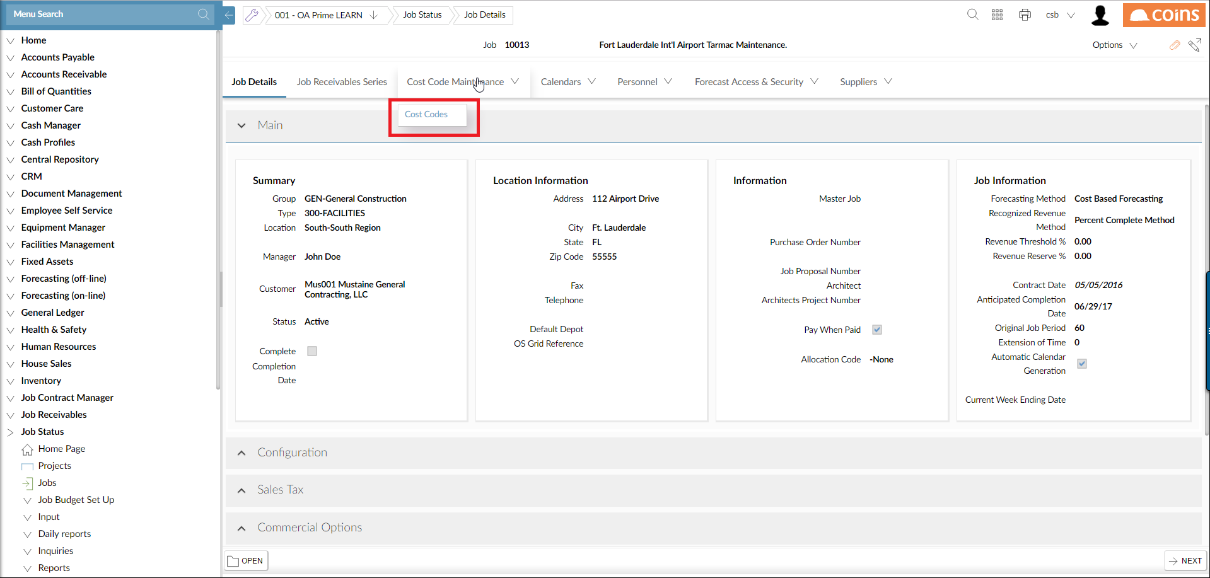 Menu Search
001 - OA Prime LEARN
Job Status
Job Details
csb
coins
Job 10013 Fort Lauderdale Int'l Airport Tarmac Maintenance.
Options
Job Details
Job Receivables Series
Cost Code Maintenance
Calendars
Personnel
Forecast Access & Security
Suppliers
Cost Codes
Home
Accounts Payable
Accounts Receivable
Bill of Quantities
Customer Care
Cash Manager
Cash Profiles
Central Repository
CRM
Document Management
Employee Self Service
Equipment Manager
Facilities Management
Fixed Assets
Forecasting (off-line)
Forecasting (on-line)
General Ledger
Health & Safety
Human Resources
House Sales
Inventory
Job Contract Manager
Job Receivables
Job Status
Home Page
Projects
Jobs
Job Budget Set Up
Input
Daily reports
Inquiries
Reports
Main
Summary
Group GEN-General Construction
Type 300-FACILITIES
Location South-South Region
Manager John Doe
Customer Mus001 Mustaine General
Contracting, LLC
Status Active
Complete
Completion
Date
Location Information
Address 112 Airport Drive
City Ft. Lauderdale
State FL
Zip Code 55555
Fax
Telephone
Default Depot
OS Grid Reference
Information
Master Job
Purchase Order Number
Job Proposal Number
Architect
Architects Project Number
Pay When Paid
Allocation Code -None
Job Information
Forecasting Method Cost Based Forecasting
Recognized Revenue
Method Percent Complete Method
Revenue Threshold % 0.00
Revenue Reserve % 0.00
Contract Date 05/05/2016
Anticipated Completion
Date 06/29/17
Original Job Period 60
Extension of Time 0
Automatic Calendar
Generation
Current Week Ending Date
Configuration
Sales Tax
Commercial Options
OPEN
NEXT